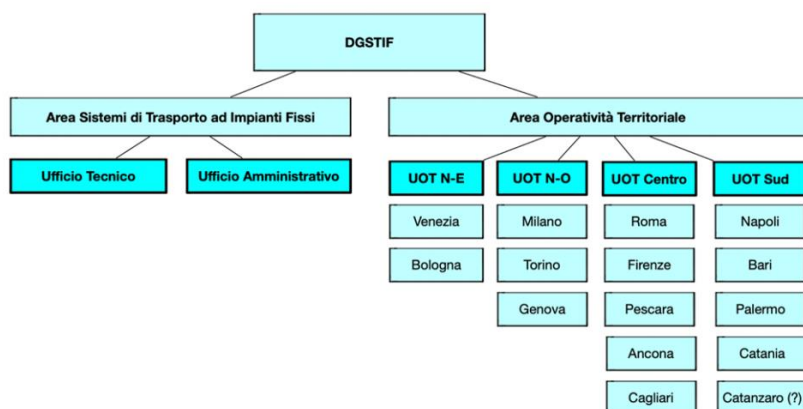 DGSTIF
Area Sistemi di Trasporto ad Impianti Fissi
Area Operatività Territoriale
Ufficio Tecnico
Ufficio Amministrativo
UOT N-E
UOT N-O
UOT Centro
UOT Sud
Venezia
Milano
Roma
Napoli
Bologna
Torino
Firenze
Bari
Genova
Pescara
Palermo
Ancona
Catania
Cagliari
Catanzaro (?)